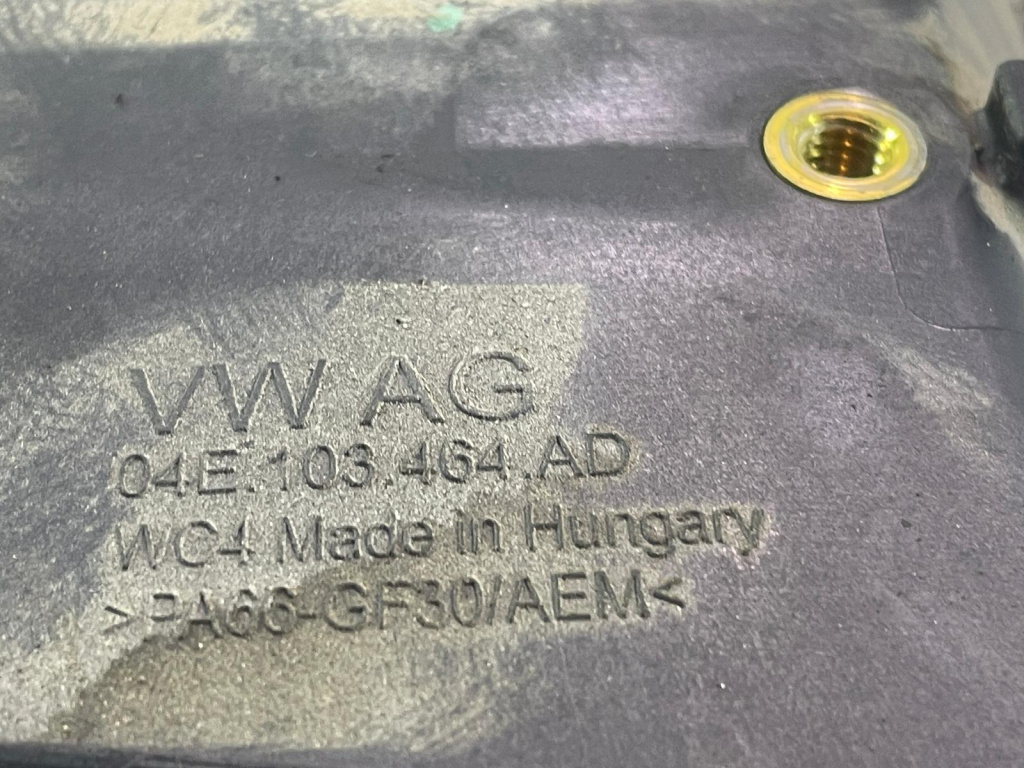 VW AG
04E.103.464.AD
WC4 Made in Hungary
>PA66-GF30/AEM<